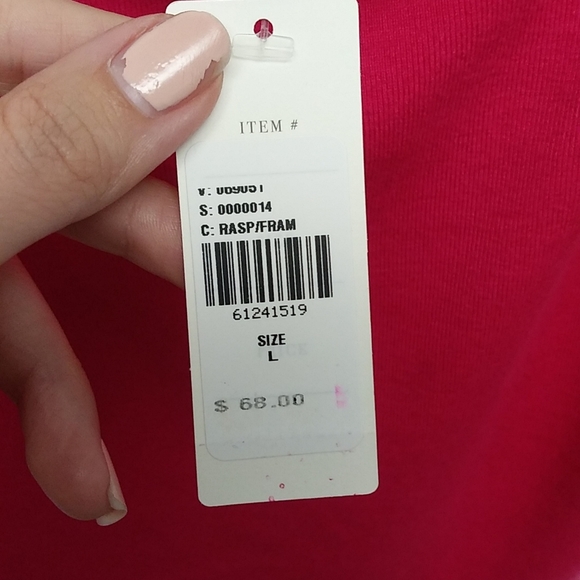 ITEM #
V: 069051
S: 0000014
C: RASP/FRAM
61241519
SIZE
L
$ 68.00